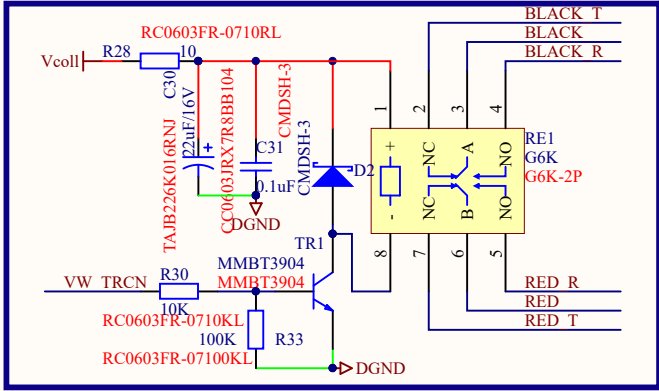 RC0603FR-0710RL
BLACK_T
BLACK
BLACK_R
Vcoll
R28
10
C30
22uF/16V
TAJB226K016RNJ
CC0603JRX7R8BB104
C31
0.1uF
CMDSH-3
CMDSH-3
D2
DGND
1
2
3
4
+
NC
A
NO
RE1
G6K
G6K-2P
-
NC
B
NO
8
7
6
5
TR1
MMBT3904
MMBT3904
VW_TRCN
R30
10K
RC0603FR-0710KL
100K
R33
RC0603FR-07100KL
DGND
RED_R
RED
RED_T